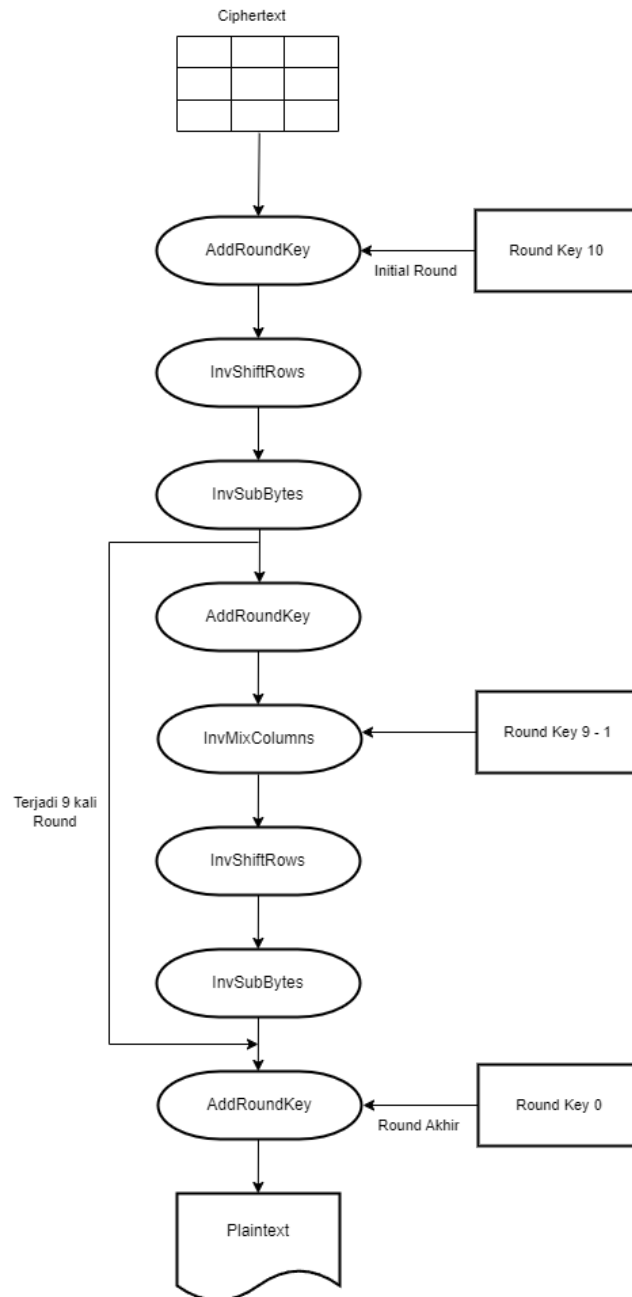 Ciphertext
AddRoundKey
Initial Round
Round Key 10
InvShiftRows
InvSubBytes
AddRoundKey
InvMixColumns
Round Key 9 - 1
Terjadi 9 kali
Round
InvShiftRows
InvSubBytes
AddRoundKey
Round Akhir
Round Key 0
Plaintext